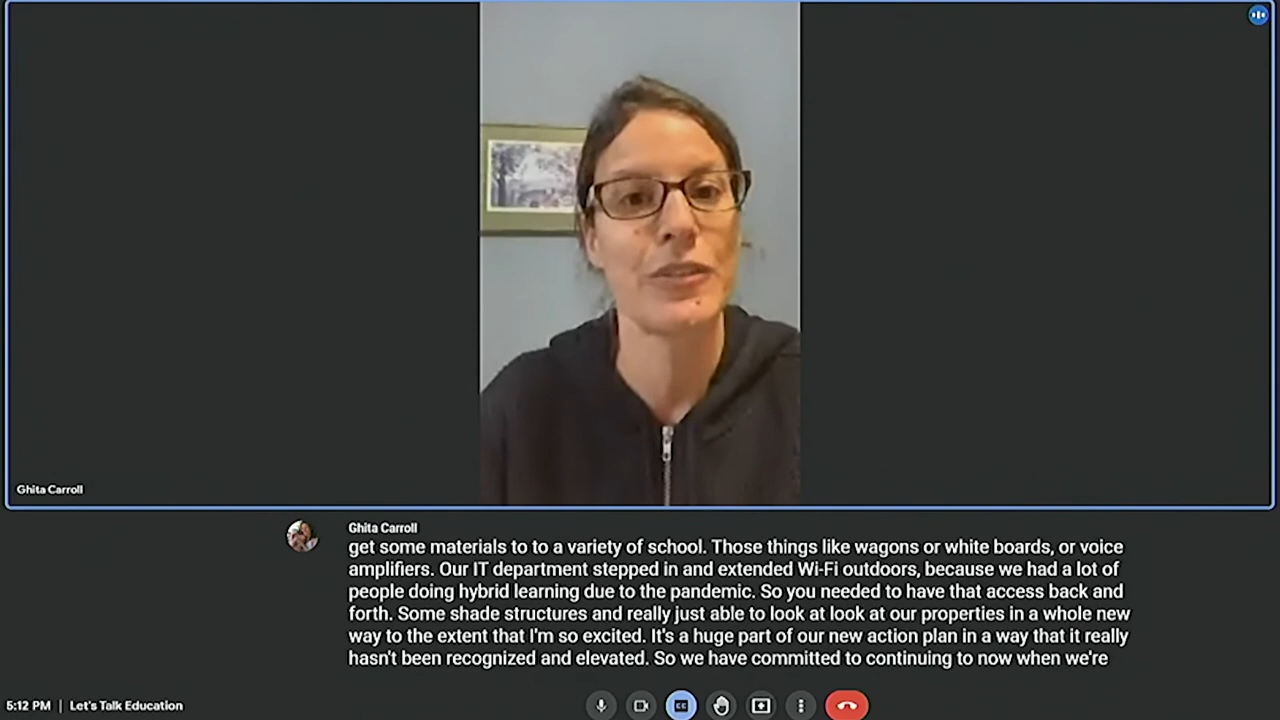 Ghita Carroll
Ghita Carroll
get some materials to to a variety of school. Those things like wagons or white boards, or voice
amplifiers. Our IT department stepped in and extended Wi-Fi outdoors, because we had a lot of
people doing hybrid learning due to the pandemic. So you needed to have that access back and
forth. Some shade structures and really just able to look at look at our properties in a whole new
way to the extent that I'm so excited. It's a huge part of our new action plan in a way that it really
hasn't been recognized and elevated. So we have committed to continuing to now when we're
5:12 PM | Let's Talk Education